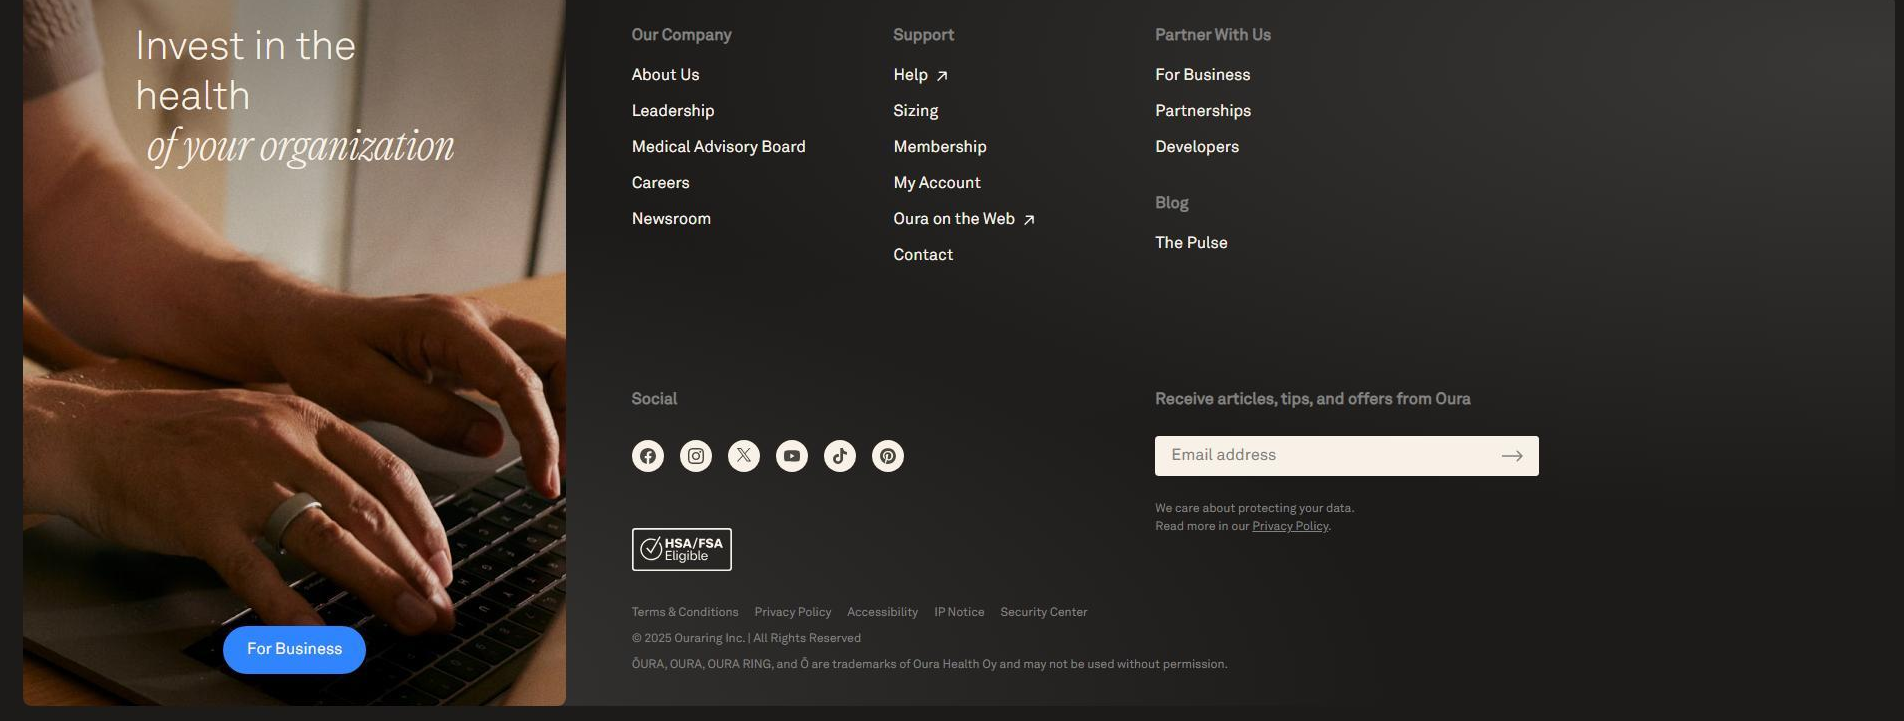 Invest in the
health
of your organization
For Business
Our Company
About Us
Leadership
Medical Advisory Board
Careers
Newsroom
Support
Help
Sizing
Membership
My Account
Oura on the Web
Contact
Partner With Us
For Business
Partnerships
Developers
Blog
The Pulse
Social
Receive articles, tips, and offers from Oura
Email address
We care about protecting your data.
Read more in our Privacy Policy.
HSA/FSA
Eligible
Terms & Conditions Privacy Policy Accessibility IP Notice Security Center
© 2025 Ouraring Inc. | All Rights Reserved
ŌURA, OURA, OURA RING, and Ō are trademarks of Oura Health Oy and may not be used without permission.